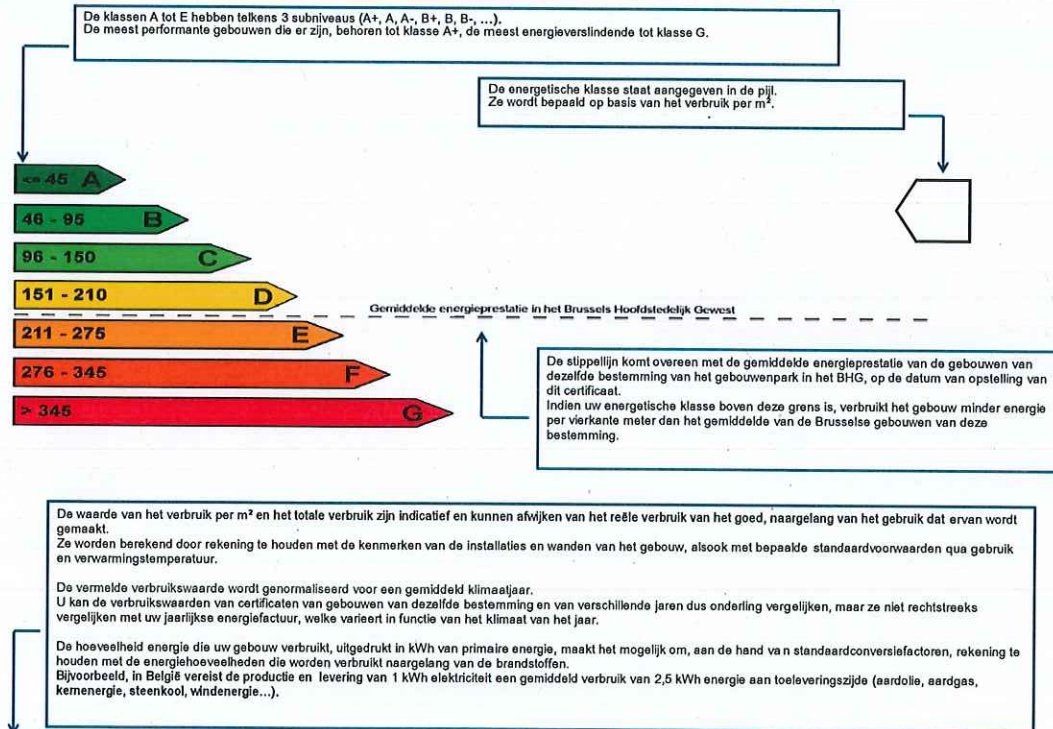 De klassen A tot E hebben telkens 3 subniveaus (A+, A, A-, B+, B, B-, ...).
De meest performante gebouwen die er zijn, behoren tot klasse A+, de meest energieverslindende tot klasse G.
De energetische klasse staat aangegeven in de pijl.
Ze wordt bepaald op basis van het verbruik per m².
<= 45 A
46 - 95 B
96 - 150 C
151 - 210 D
Gemiddelde energieprestatie in het Brussels Hoofdstedelijk Gewest
211 - 275 E
276 - 345 F
> 345 G
De stippellijn komt overeen met de gemiddelde energieprestatie van de gebouwen van
dezelfde bestemming van het gebouwenpark in het BHG, op de datum van opstelling van
dit certificaat.
Indien uw energetische klasse boven deze grens is, verbruikt het gebouw minder energie
per vierkante meter dan het gemiddelde van de Brusselse gebouwen van deze
bestemming.
De waarde van het verbruik per m² en het totale verbruik zijn indicatief en kunnen afwijken van het reële verbruik van het goed, naargelang van het gebruik dat ervan wordt
gemaakt.
Ze worden berekend door rekening te houden met de kenmerken van de installaties en wanden van het gebouw, alsook met bepaalde standaardvoorwaarden qua gebruik
en verwarmingstemperatuur.
De vermelde verbruikswaarde wordt genormaliseerd voor een gemiddeld klimaatjaar.
U kan de verbruikswaarden van certificaten van gebouwen van dezelfde bestemming en van verschillende jaren dus onderling vergelijken, maar ze niet rechtstreeks
vergelijken met uw jaarlijkse energiefactuur, welke varieert in functie van het klimaat van het jaar.
De hoeveelheid energie die uw gebouw verbruikt, uitgedrukt in kWh van primaire energie, maakt het mogelijk om, aan de hand van standaardconversiefactoren, rekening te
houden met de energiehoeveelheden die worden verbruikt naargelang van de brandstoffen.
Bijvoorbeeld, in België vereist de productie en levering van 1 kWh elektriciteit een gemiddeld verbruik van 2,5 kWh energie aan toeleveringszijde (aardolie, aardgas,
kernenergie, steenkool, windenergie...).